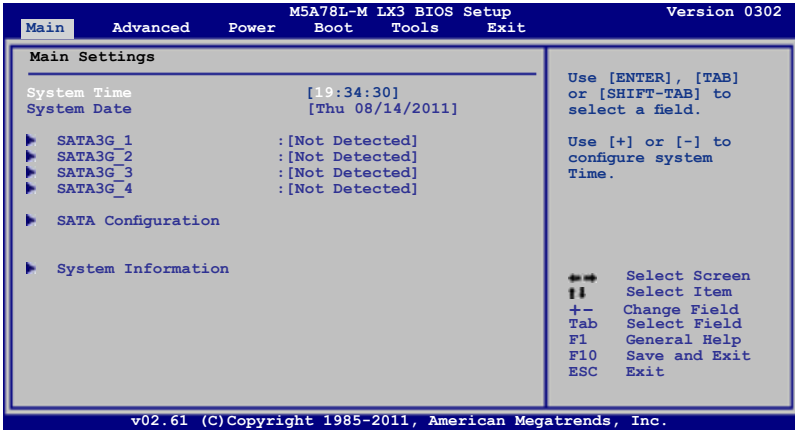 M5A78L-M LX3 BIOS Setup Version 0302
Main Advanced Power Boot Tools Exit
Main Settings
System Time [19:34:30]
System Date [Thu 08/14/2011]
SATA3G_1 :[Not Detected]
SATA3G_2 :[Not Detected]
SATA3G_3 :[Not Detected]
SATA3G_4 :[Not Detected]
SATA Configuration
System Information
Use [ENTER], [TAB]
or [SHIFT-TAB] to
select a field.
Use [+] or [-] to
configure system
Time.
Select Screen
Select Item
+- Change Field
Tab Select Field
F1 General Help
F10 Save and Exit
ESC Exit
v02.61 (C)Copyright 1985-2011, American Megatrends, Inc.